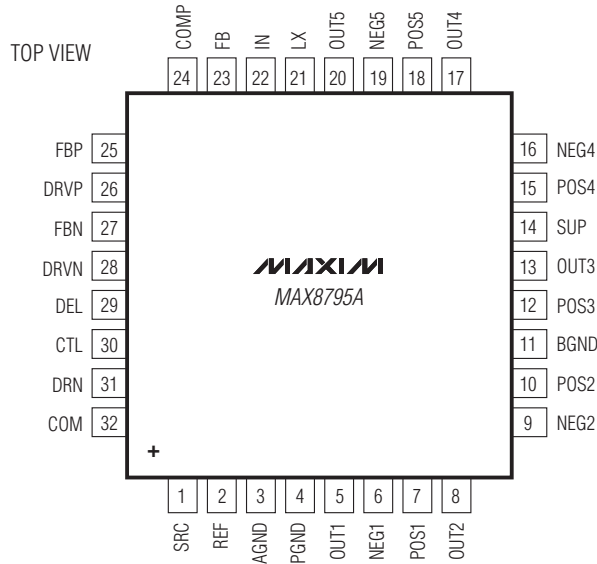 TOP VIEW
COMP
FB
IN
LX
OUT5
NEG5
POS5
OUT4
24
23
22
21
20
19
18
17
FBP 25
DRVP 26
FBN 27
DRVN 28
DEL 29
CTL 30
DRN 31
COM 32
MAXIM
MAX8795A
16 NEG4
15 POS4
14 SUP
13 OUT3
12 POS3
11 BGND
10 POS2
9 NEG2
+
1
2
3
4
5
6
7
8
SRC
REF
AGND
PGND
OUT1
NEG1
POS1
OUT2